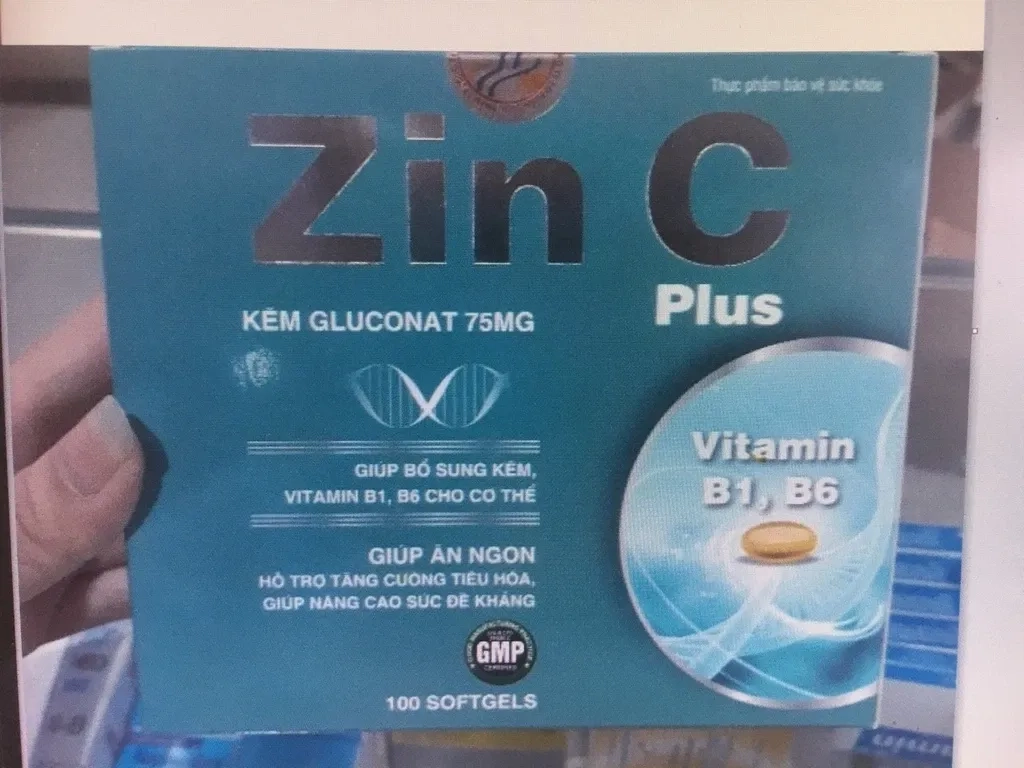 Thực phẩm bảo vệ sức khỏe
Zin C
Plus
KẼM GLUCONAT 75MG
Vitamin
B1, B6
GIÚP BỔ SUNG KẼM,
VITAMIN B1, B6 CHO CƠ THỂ
GIÚP ĂN NGON
HỖ TRỢ TĂNG CƯỜNG TIÊU HÓA,
GIÚP NÂNG CAO SỨC ĐỀ KHÁNG
GMP
100 SOFTGELS